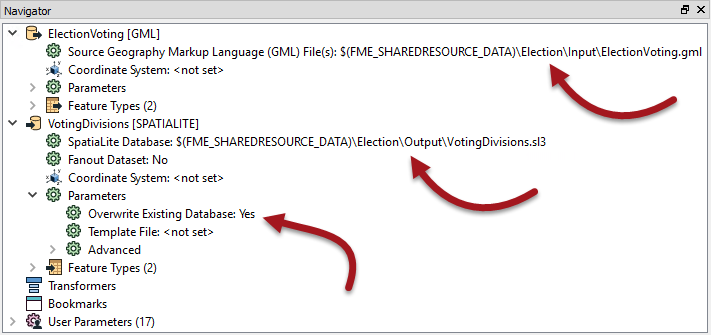 Navigator
ElectionVoting [GML]
Source Geography Markup Language (GML) File(s): $(FME_SHAREDRESOURCE_DATA)\Election\Input\ElectionVoting.gml
Coordinate System: <not set>
Parameters
Feature Types (2)
VotingDivisions [SPATIALITE]
SpatiaLite Database: $(FME_SHAREDRESOURCE_DATA)\Election\Output\VotingDivisions.sl3
Fanout Dataset: No
Coordinate System: <not set>
Parameters
Overwrite Existing Database: Yes
Template File: <not set>
Advanced
Feature Types (2)
Transformers
Bookmarks
User Parameters (17)